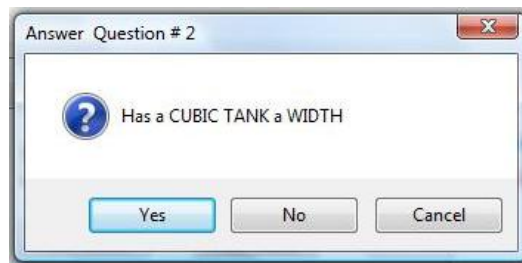 Answer Question # 2
Has a CUBIC TANK a WIDTH
Yes
No
Cancel